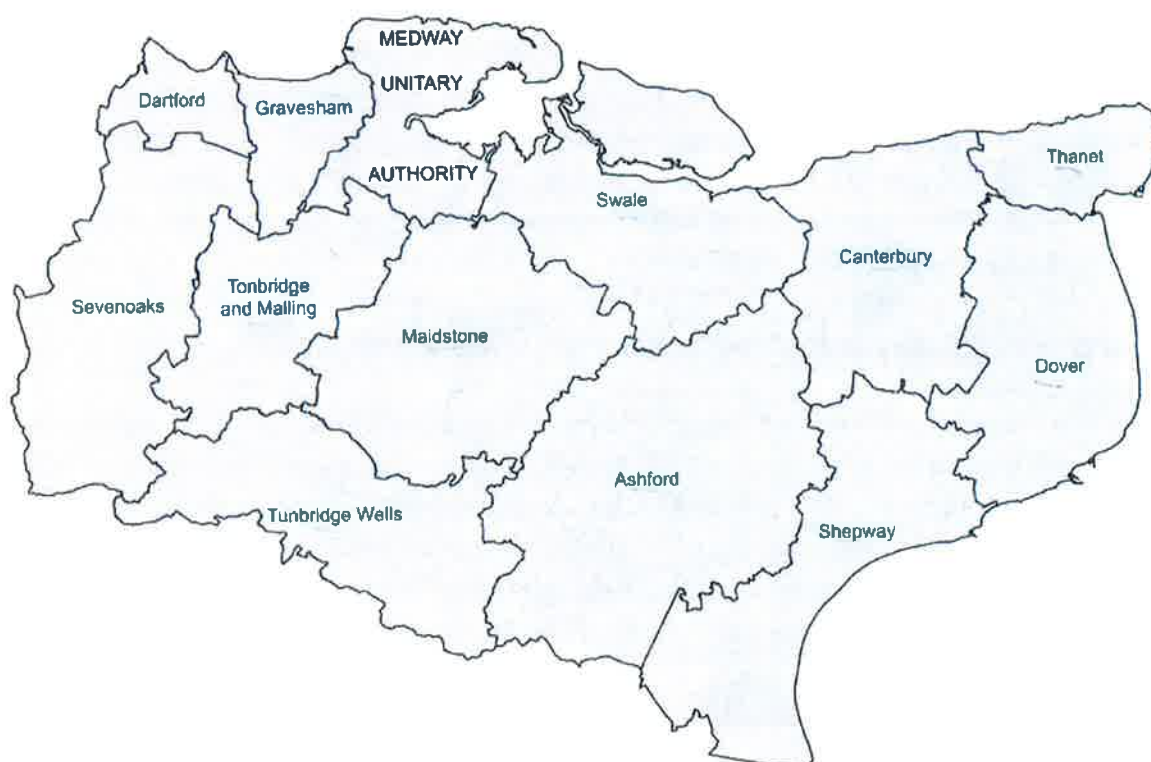 MEDWAY
UNITARY
AUTHORITY
Dartford
Gravesham
Thanet
Swale
Canterbury
Sevenoaks
Tonbridge
and Malling
Maidstone
Dover
Ashford
Tunbridge Wells
Shepway